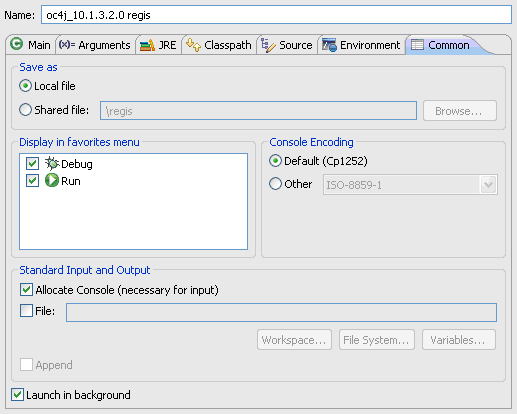 Name: oc4j_10.1.3.2.0 regis
Main (x)= Arguments JRE Classpath Source Environment Common
Save as
Local file
Shared file: \regis Browse...
Display in favorites menu
Debug
Run
Console Encoding
Default (Cp1252)
Other ISO-8859-1
Standard Input and Output
Allocate Console (necessary for input)
File:
Workspace... File System... Variables...
Append
Launch in background